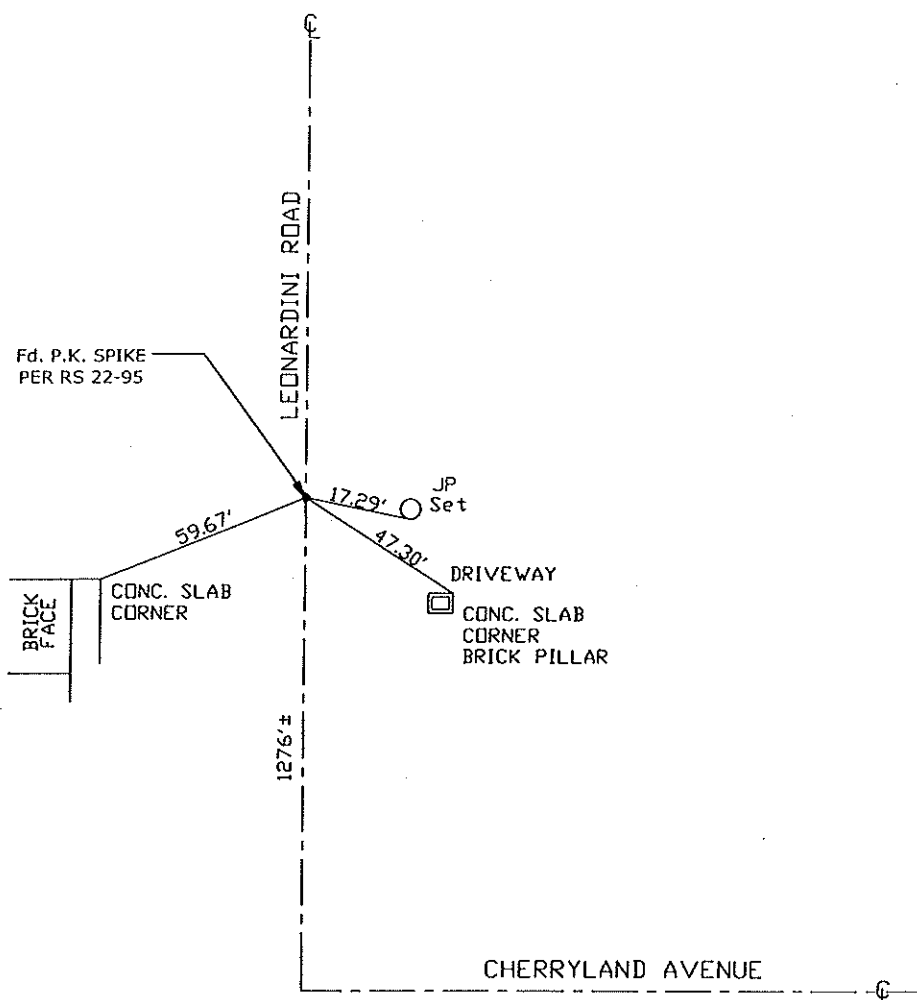 ℄
LEONARDINI ROAD
Fd. P.K. SPIKE
PER RS 22-95
17.29'
JP
Set
59.67'
47.30'
DRIVEWAY
BRICK
FACE
CONC. SLAB
CORNER
CONC. SLAB
CORNER
BRICK PILLAR
1276'±
CHERRYLAND AVENUE
℄